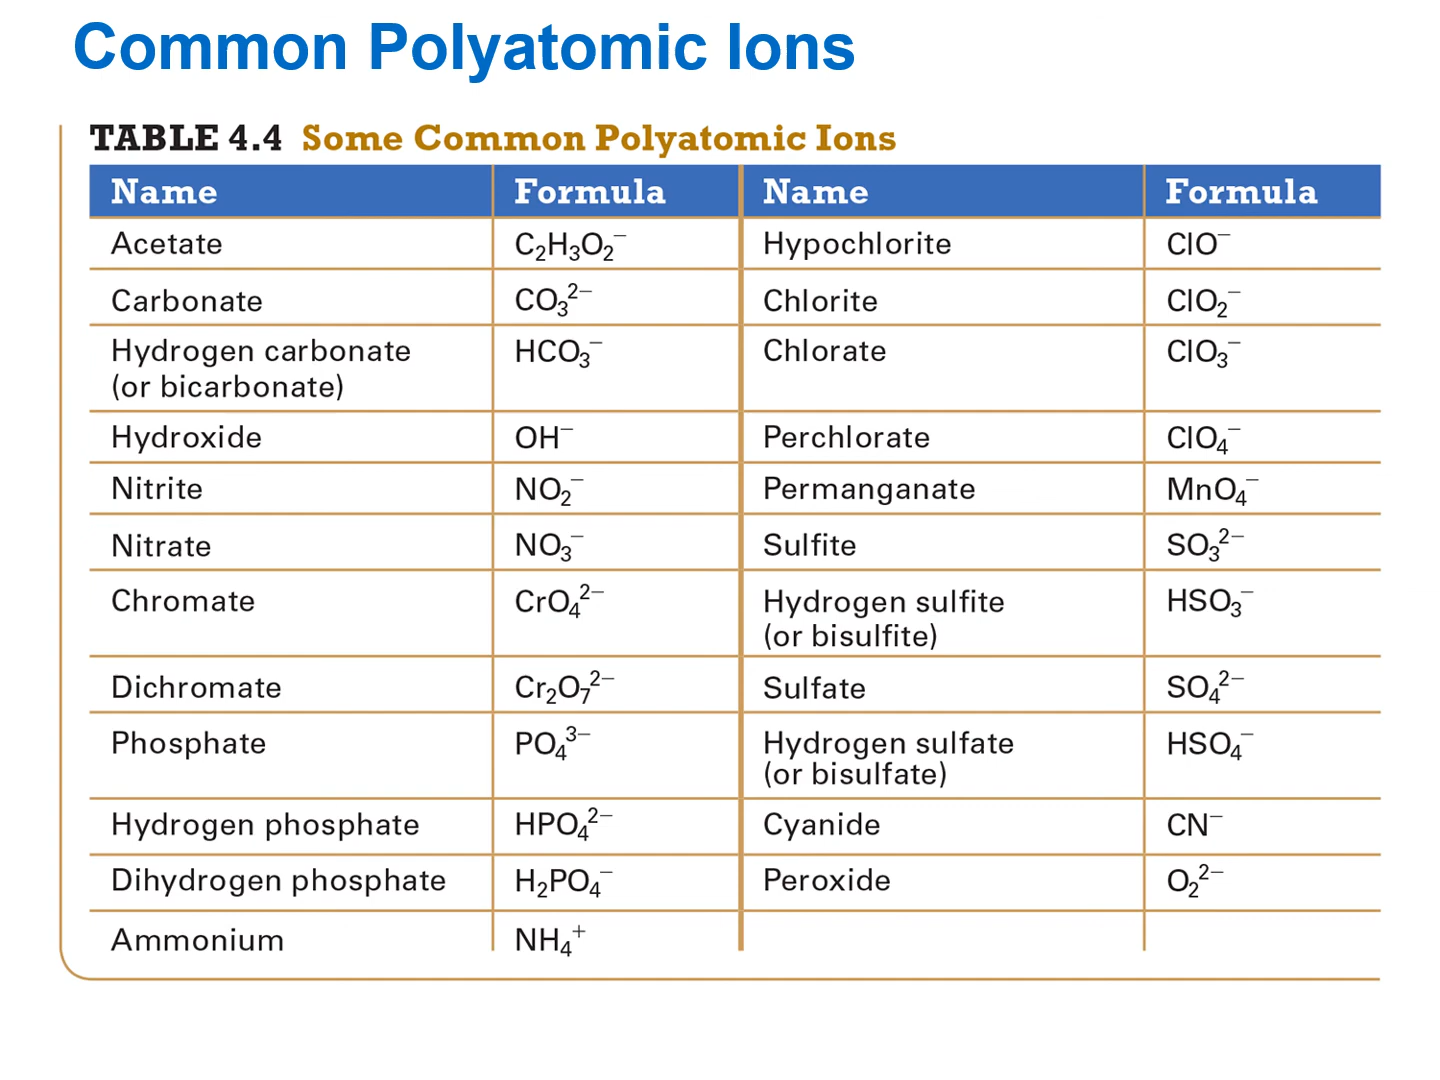 Common Polyatomic Ions
TABLE 4.4 Some Common Polyatomic Ions
Name Formula Name Formula
Acetate C₂H₃O₂⁻ Hypochlorite ClO⁻
Carbonate CO₃²⁻ Chlorite ClO₂⁻
Hydrogen carbonate HCO₃⁻ Chlorate ClO₃⁻
(or bicarbonate)
Hydroxide OH⁻ Perchlorate ClO₄⁻
Nitrite NO₂⁻ Permanganate MnO₄⁻
Nitrate NO₃⁻ Sulfite SO₃²⁻
Chromate CrO₄²⁻ Hydrogen sulfite HSO₃⁻
(or bisulfite)
Dichromate Cr₂O₇²⁻ Sulfate SO₄²⁻
Phosphate PO₄³⁻ Hydrogen sulfate HSO₄⁻
(or bisulfate)
Hydrogen phosphate HPO₄²⁻ Cyanide CN⁻
Dihydrogen phosphate H₂PO₄⁻ Peroxide O₂²⁻
Ammonium NH₄⁺